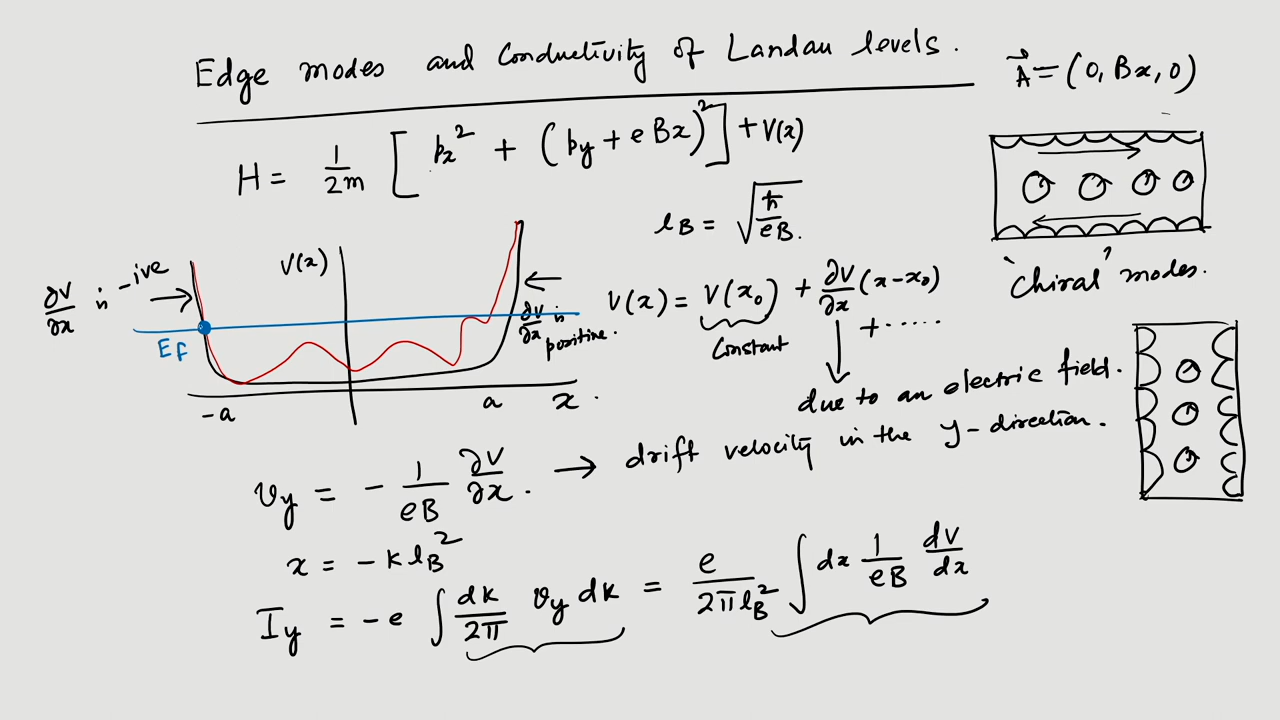 Edge modes and Conductivity of Landau levels.
A⃗ = (0, Bx, 0)
H = 1/2m [ px² + (py + eBx)² ] + V(x)
lB = √(ħ/eB).
'Chiral' modes.
V(x)
∂V/∂x is -ive →
←
∂V/∂x is positive.
EF
-a
a
x.
V(x) = V(x₀) + ∂V/∂x (x-x₀)
+ ......
Constant
due to an electric field.
vy = - 1/eB ∂V/∂x. → drift velocity in the y-direction.
x = -k lB²
Iy = -e ∫ dk/2π vy dk = e/2πlB² ∫ dx 1/eB dV/dx